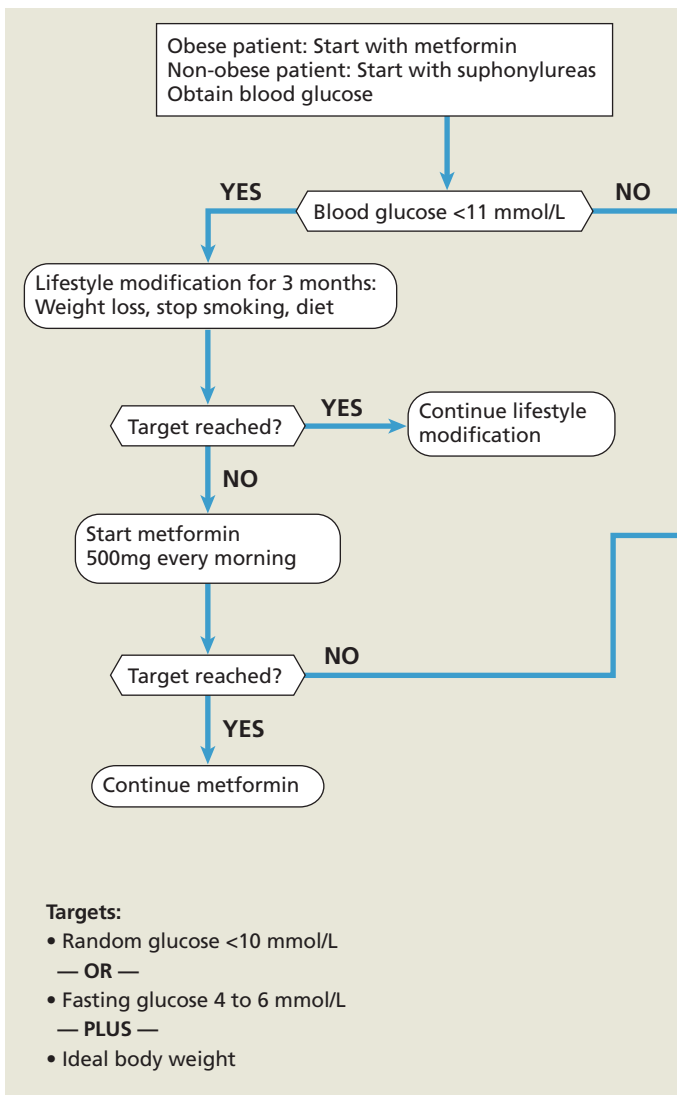 Obese patient: Start with metformin
Non-obese patient: Start with suphonylureas
Obtain blood glucose
YES
Blood glucose <11 mmol/L
NO
Lifestyle modification for 3 months:
Weight loss, stop smoking, diet
Target reached?
YES
Continue lifestyle
modification
NO
Start metformin
500mg every morning
Target reached?
NO
YES
Continue metformin
Targets:
• Random glucose <10 mmol/L
— OR —
• Fasting glucose 4 to 6 mmol/L
— PLUS —
• Ideal body weight